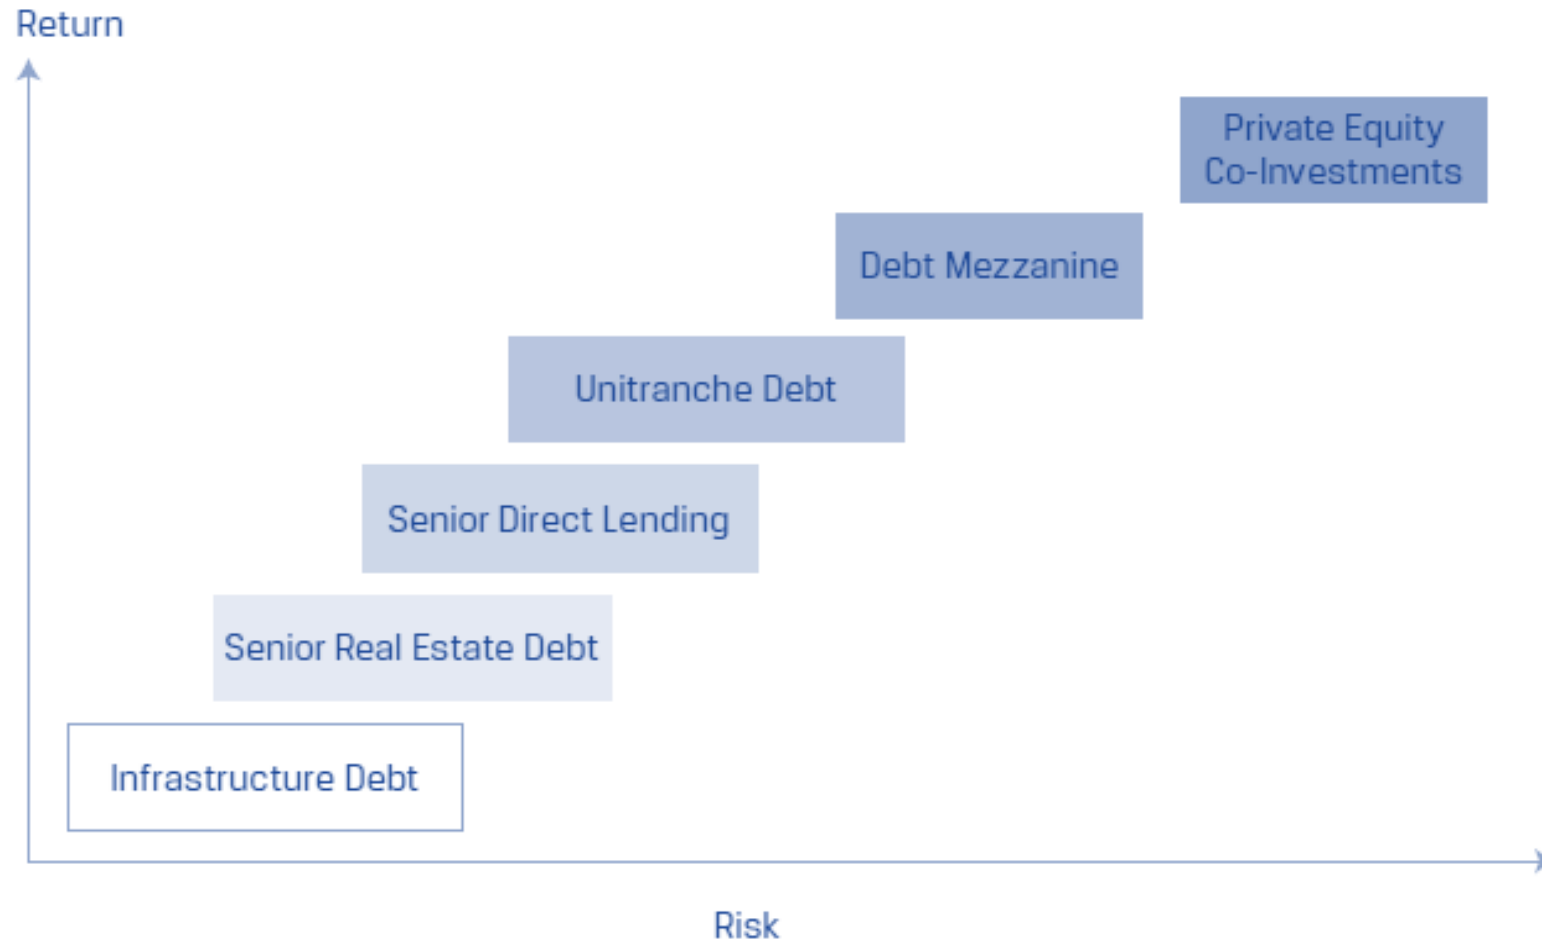 Return
Private Equity
Co-Investments
Debt Mezzanine
Unitranche Debt
Senior Direct Lending
Senior Real Estate Debt
Infrastructure Debt
Risk